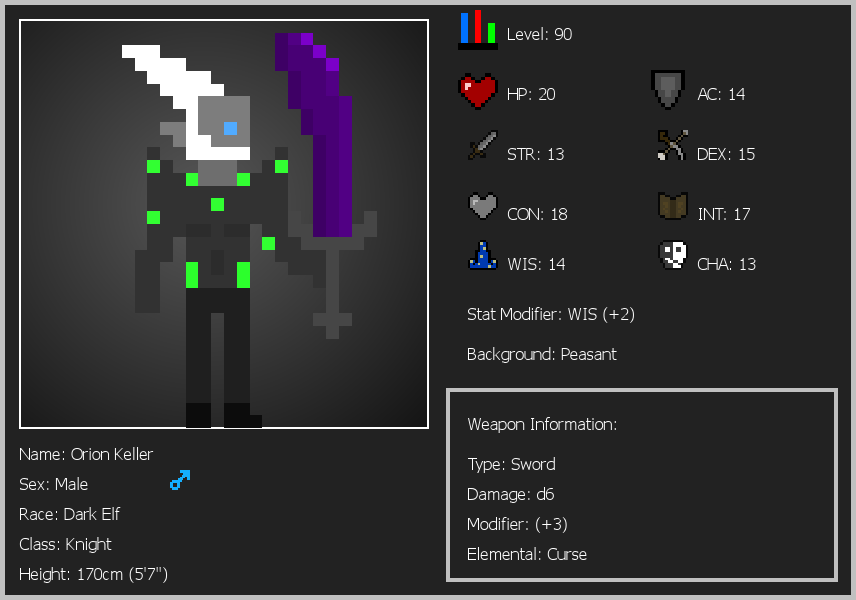 Level: 90
HP: 20
AC: 14
STR: 13
DEX: 15
CON: 18
INT: 17
WIS: 14
CHA: 13
Stat Modifier: WIS (+2)
Background: Peasant
Weapon Information:
Type: Sword
Damage: d6
Modifier: (+3)
Elemental: Curse
Name: Orion Keller
Sex: Male
Race: Dark Elf
Class: Knight
Height: 170cm (5'7")